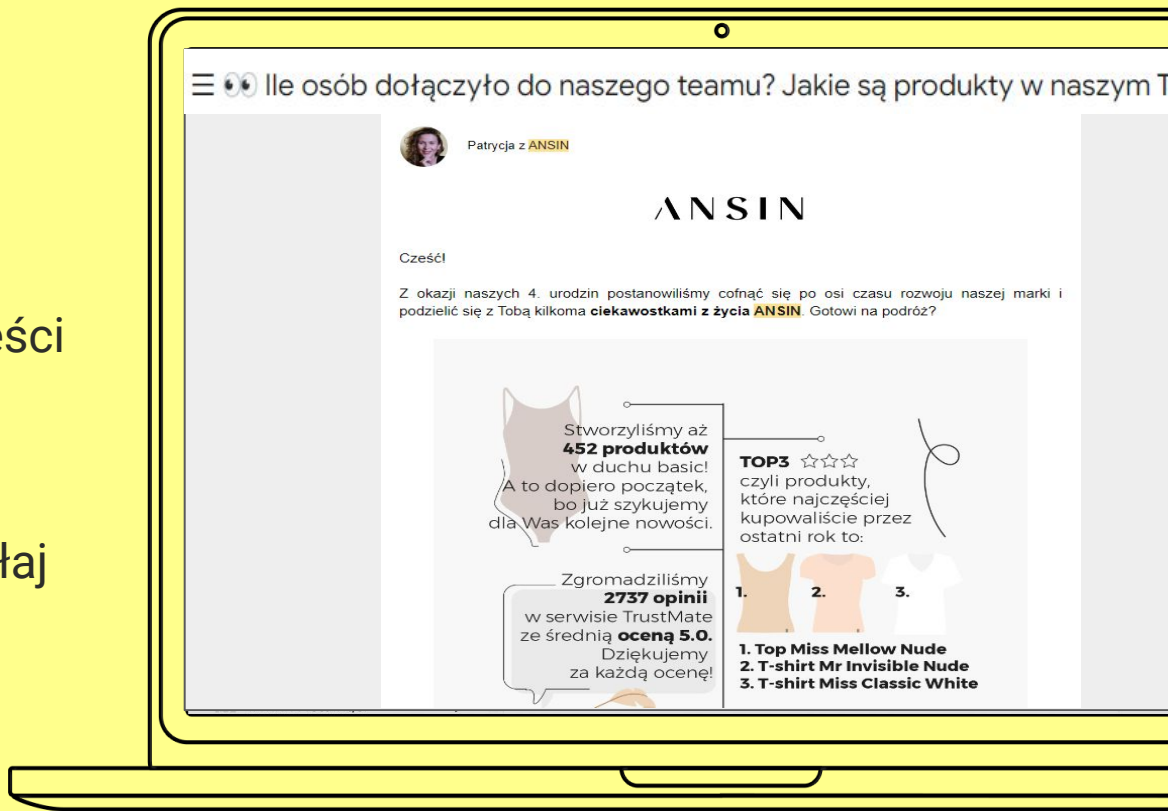 ści
łaj
Ile osób dołączyło do naszego teamu? Jakie są produkty w naszym T
Patrycja z ANSIN
ANSIN
Cześć!
Z okazji naszych 4. urodzin postanowiliśmy cofnąć się po osi czasu rozwoju naszej marki i
podzielić się z Tobą kilkoma ciekawostkami z życia ANSIN. Gotowi na podróż?
Stworzyliśmy aż
452 produktów
w duchu basic!
A to dopiero początek,
bo już szykujemy
dla Was kolejne nowości.
TOP3 ☆☆☆
czyli produkty,
które najczęściej
kupowaliście przez
ostatni rok to:
1. 2. 3.
1. Top Miss Mellow Nude
2. T-shirt Mr Invisible Nude
3. T-shirt Miss Classic White
Zgromadziliśmy
2737 opinii
w serwisie TrustMate
ze średnią oceną 5.0.
Dziękujemy
za każdą ocenę!